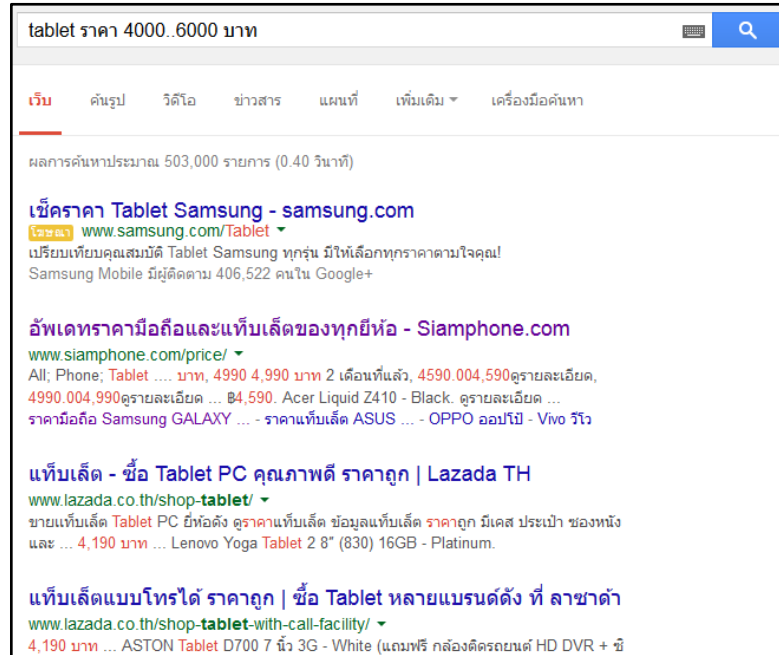 tablet ราคา 4000..6000 บาท
เว็บ ค้นรูป วิดีโอ ข่าวสาร แผนที่ เพิ่มเติม เครื่องมือค้นหา
ผลการค้นหาประมาณ 503,000 รายการ (0.40 วินาที)
เช็คราคา Tablet Samsung - samsung.com
โฆษณา www.samsung.com/Tablet
เปรียบเทียบคุณสมบัติ Tablet Samsung ทุกรุ่น มีให้เลือกทุกราคาตามใจคุณ!
Samsung Mobile มีผู้ติดตาม 406,522 คนใน Google+
อัพเดทราคามือถือและแท็บเล็ตของทุกยี่ห้อ - Siamphone.com
www.siamphone.com/price/
All; Phone; Tablet .... บาท, 4990 4,990 บาท 2 เดือนที่แล้ว, 4590.004,590ดูรายละเอียด,
4990.004,990ดูรายละเอียด ... ฿4,590. Acer Liquid Z410 - Black. ดูรายละเอียด ...
ราคามือถือ Samsung GALAXY ... - ราคาแท็บเล็ต ASUS ... - OPPO ออปโป้ - Vivo วีโว
แท็บเล็ต - ซื้อ Tablet PC คุณภาพดี ราคาถูก | Lazada TH
www.lazada.co.th/shop-tablet/
ขายแท็บเล็ต Tablet PC ยี่ห้อดัง ดูราคาแท็บเล็ต ข้อมูลแท็บเล็ต ราคาถูก มีเคส ประเป๋า ซองหนัง
และ ... 4,190 บาท ... Lenovo Yoga Tablet 2 8" (830) 16GB - Platinum.
แท็บเล็ตแบบโทรได้ ราคาถูก | ซื้อ Tablet หลายแบรนด์ดัง ที่ ลาซาด้า
www.lazada.co.th/shop-tablet-with-call-facility/
4,190 บาท ... ASTON Tablet D700 7 นิ้ว 3G - White (แถมฟรี กล้องติดรถยนต์ HD DVR + ซิ